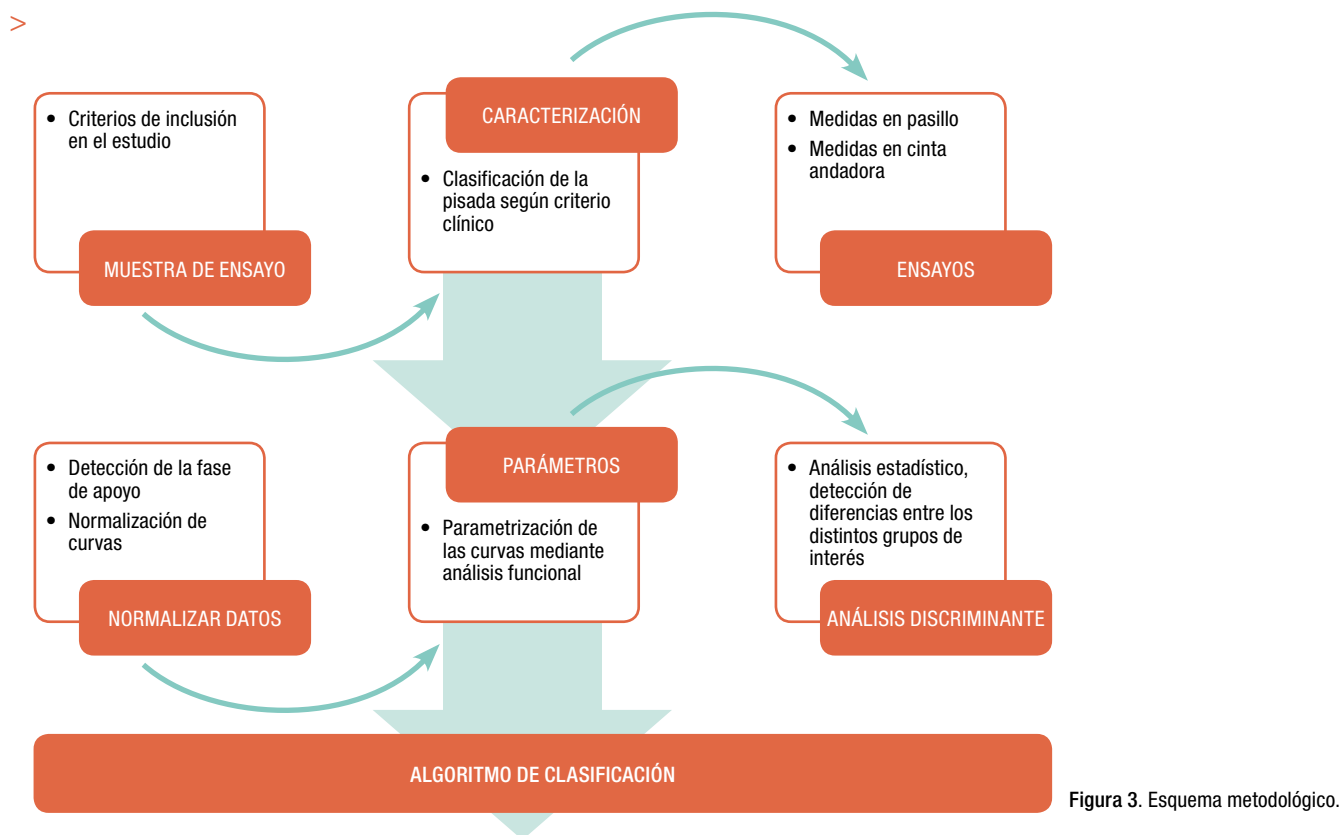 >
• Criterios de inclusión
en el estudio
MUESTRA DE ENSAYO
CARACTERIZACIÓN
• Clasificación de la
pisada según criterio
clínico
• Medidas en pasillo
• Medidas en cinta
andadora
ENSAYOS
• Detección de la fase
de apoyo
• Normalización de
curvas
NORMALIZAR DATOS
PARÁMETROS
• Parametrización de
las curvas mediante
análisis funcional
• Análisis estadístico,
detección de
diferencias entre los
distintos grupos de
interés
ANÁLISIS DISCRIMINANTE
ALGORITMO DE CLASIFICACIÓN
Figura 3. Esquema metodológico.